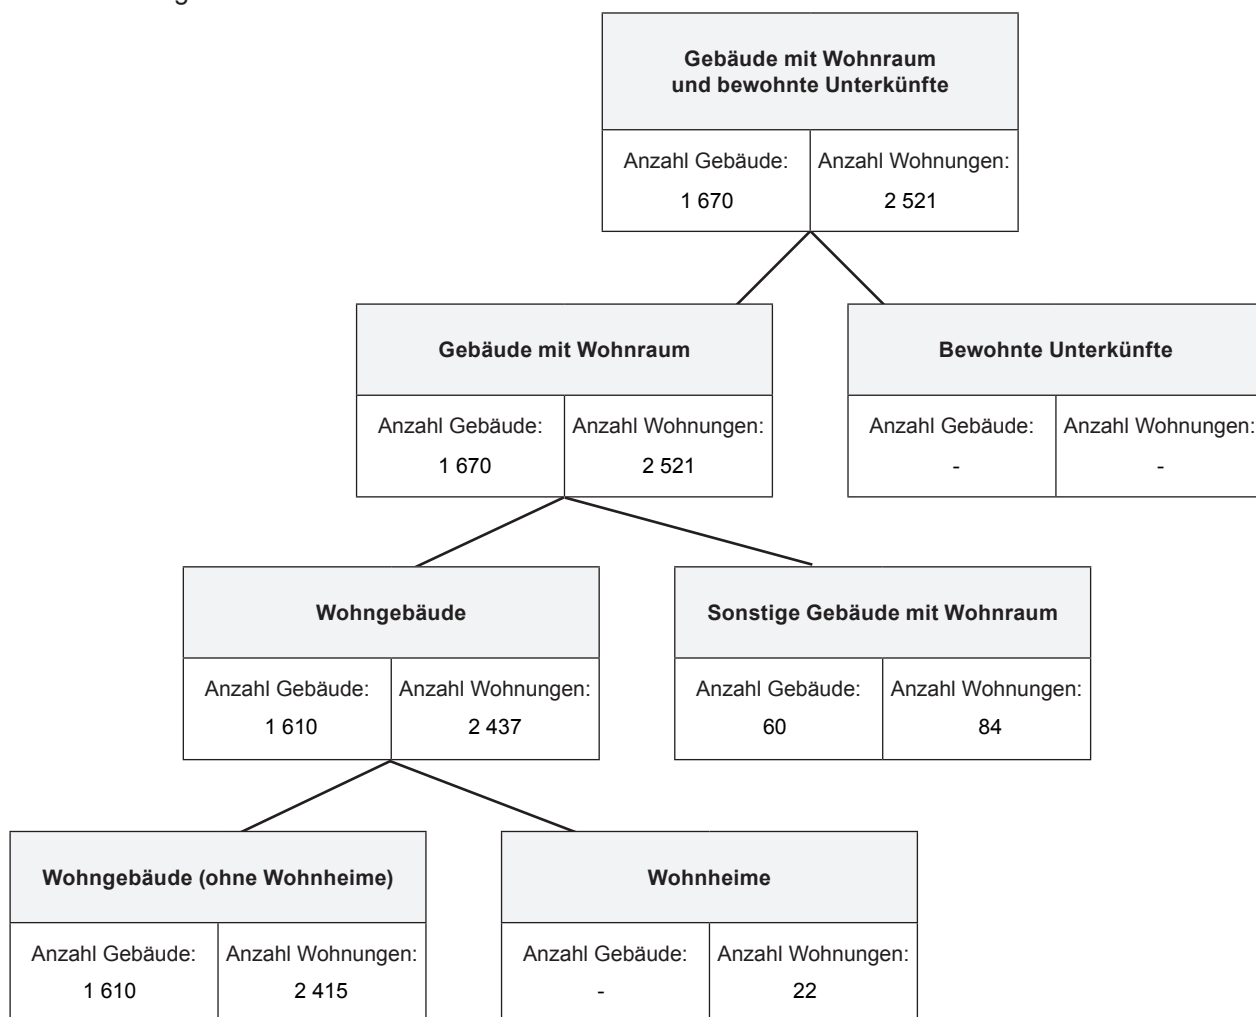 Gebäude mit Wohnraum
und bewohnte Unterkünfte
Anzahl Gebäude: Anzahl Wohnungen:
1 670 2 521
Gebäude mit Wohnraum Bewohnte Unterkünfte
Anzahl Gebäude: Anzahl Wohnungen: Anzahl Gebäude: Anzahl Wohnungen:
1 670 2 521 - -
Wohngebäude Sonstige Gebäude mit Wohnraum
Anzahl Gebäude: Anzahl Wohnungen: Anzahl Gebäude: Anzahl Wohnungen:
1 610 2 437 60 84
Wohngebäude (ohne Wohnheime) Wohnheime
Anzahl Gebäude: Anzahl Wohnungen: Anzahl Gebäude: Anzahl Wohnungen:
1 610 2 415 - 22